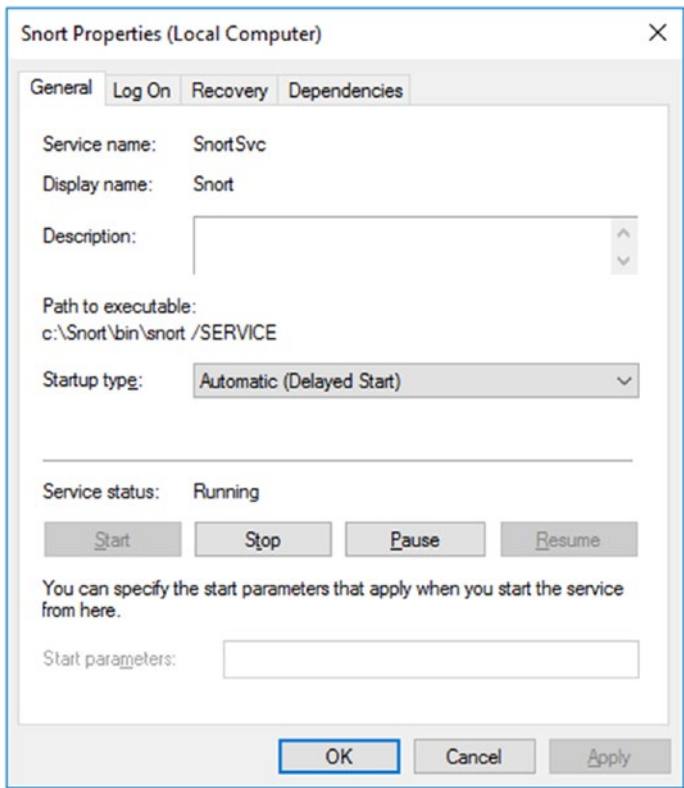 Snort Properties (Local Computer)
General Log On Recovery Dependencies
Service name: SnortSvc
Display name: Snort
Description:
Path to executable:
c:\Snort\bin\snort /SERVICE
Startup type: Automatic (Delayed Start)
Service status: Running
Start Stop Pause Resume
You can specify the start parameters that apply when you start the service
from here.
Start parameters:
OK Cancel Apply